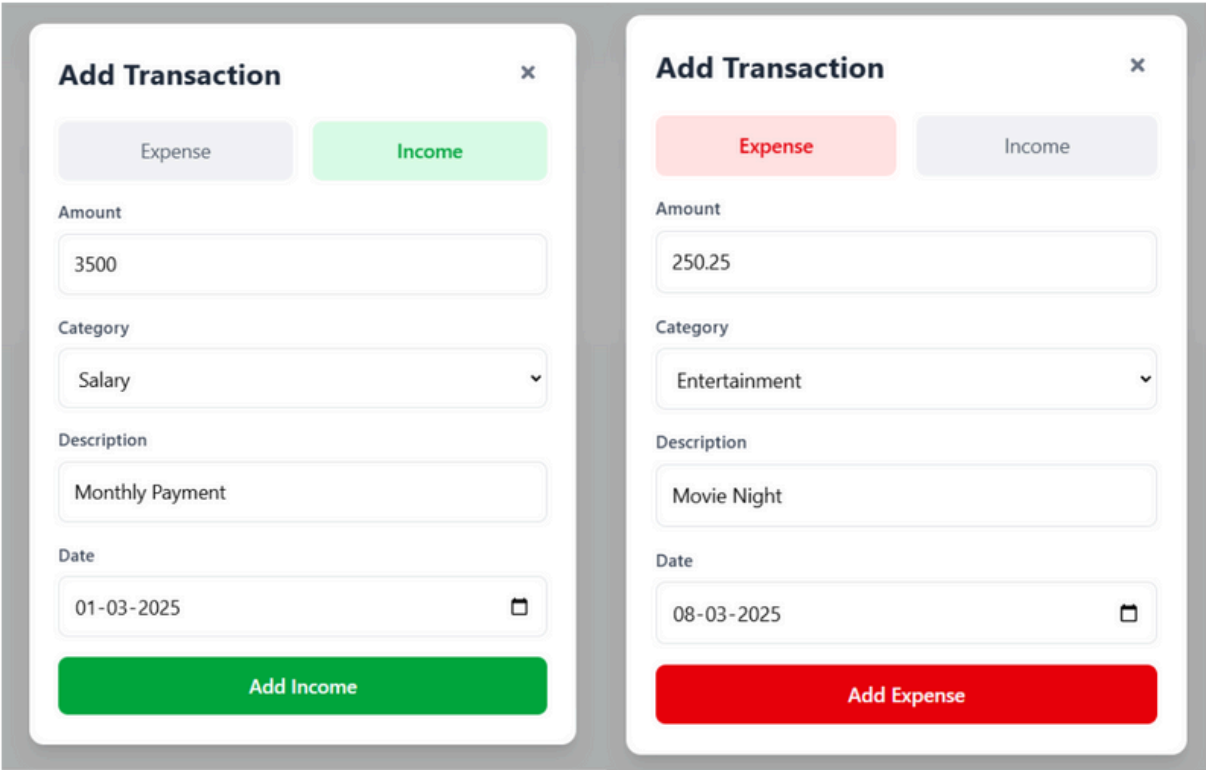 Add Transaction ×
Expense Income
Amount
3500
Category
Salary
Description
Monthly Payment
Date
01-03-2025
Add Income
Add Transaction ×
Expense Income
Amount
250.25
Category
Entertainment
Description
Movie Night
Date
08-03-2025
Add Expense